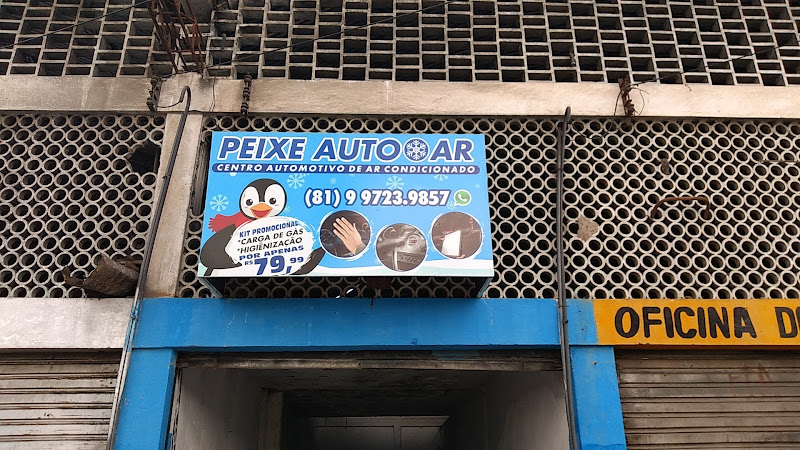 PEIXE AUTO AR
CENTRO AUTOMOTIVO DE AR CONDICIONADO
(81) 9 9723.9857
KIT PROMOCIONAL
*CARGA DE GÁS
*HIGIENIZAÇÃO
POR APENAS
R$ 79,99
OFICINA D